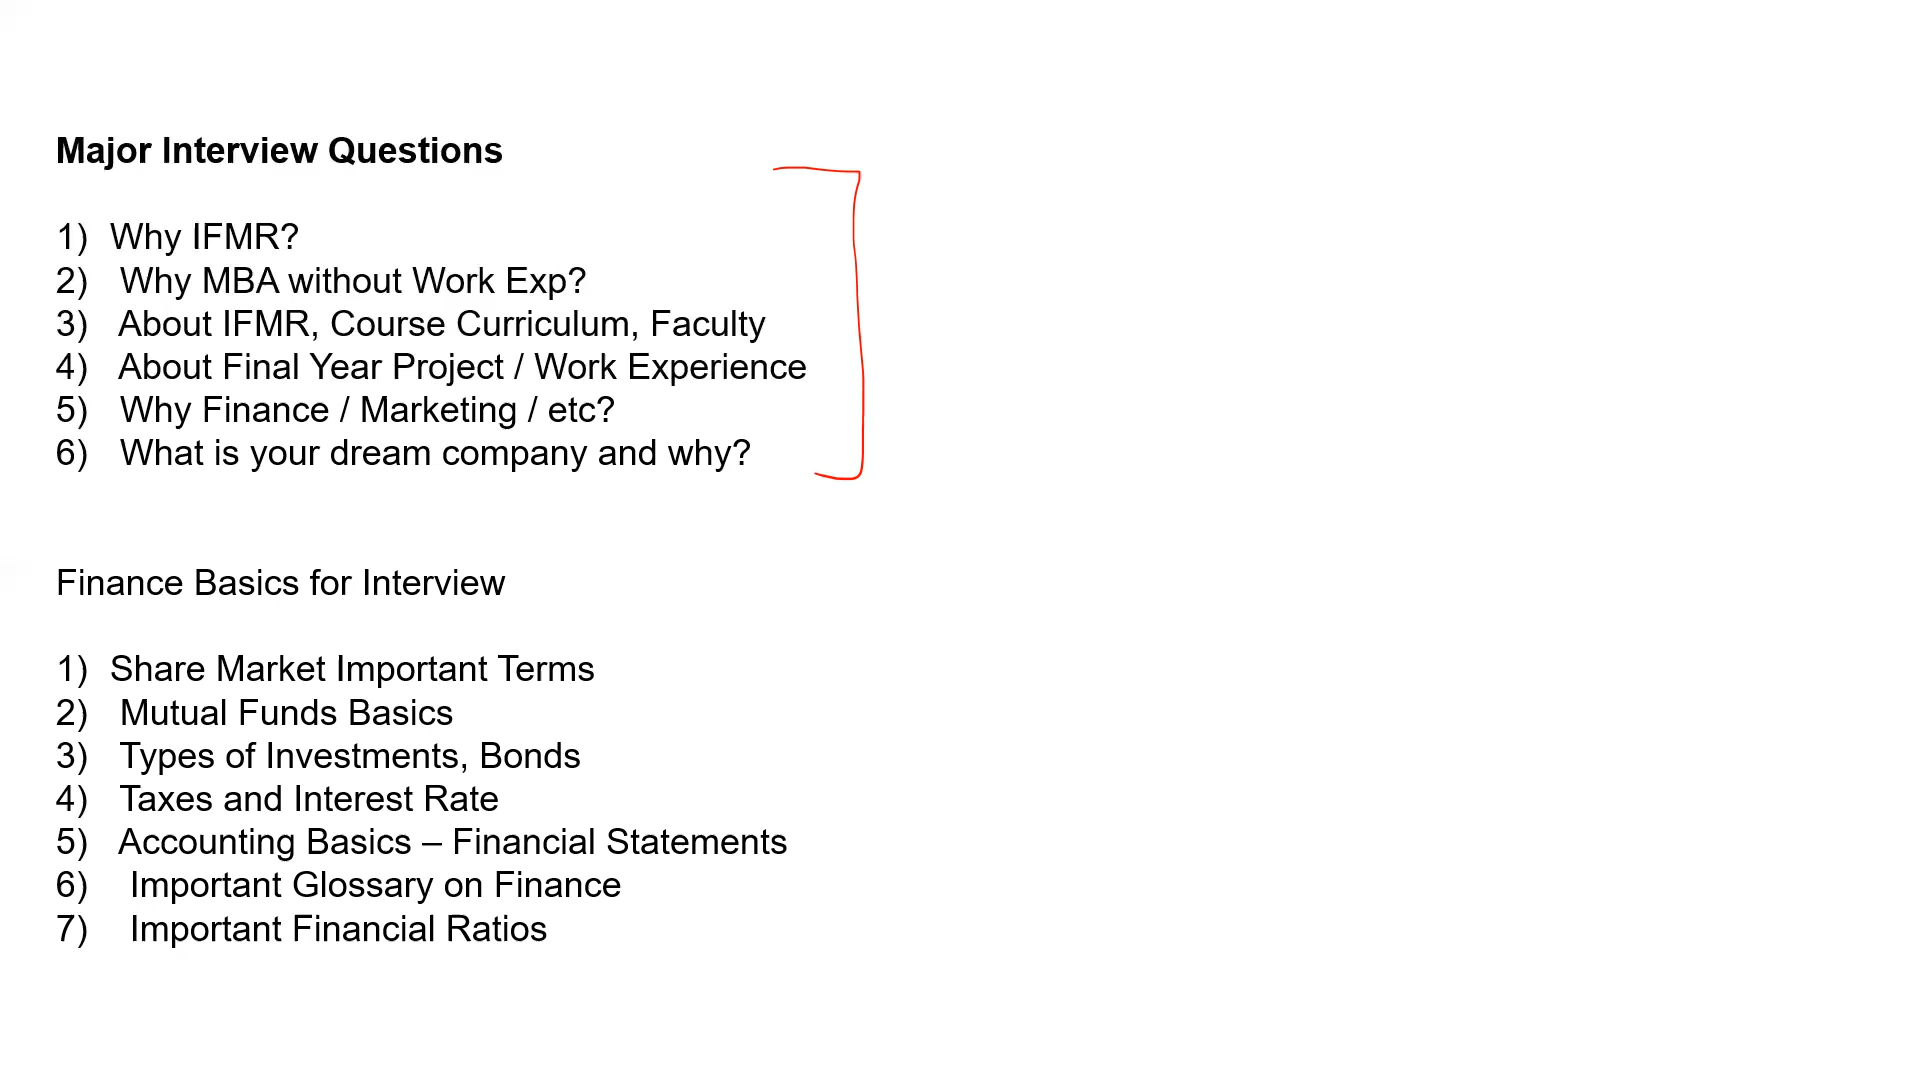 Major Interview Questions
1) Why IFMR?
2) Why MBA without Work Exp?
3) About IFMR, Course Curriculum, Faculty
4) About Final Year Project / Work Experience
5) Why Finance / Marketing / etc?
6) What is your dream company and why?
Finance Basics for Interview
1) Share Market Important Terms
2) Mutual Funds Basics
3) Types of Investments, Bonds
4) Taxes and Interest Rate
5) Accounting Basics – Financial Statements
6) Important Glossary on Finance
7) Important Financial Ratios